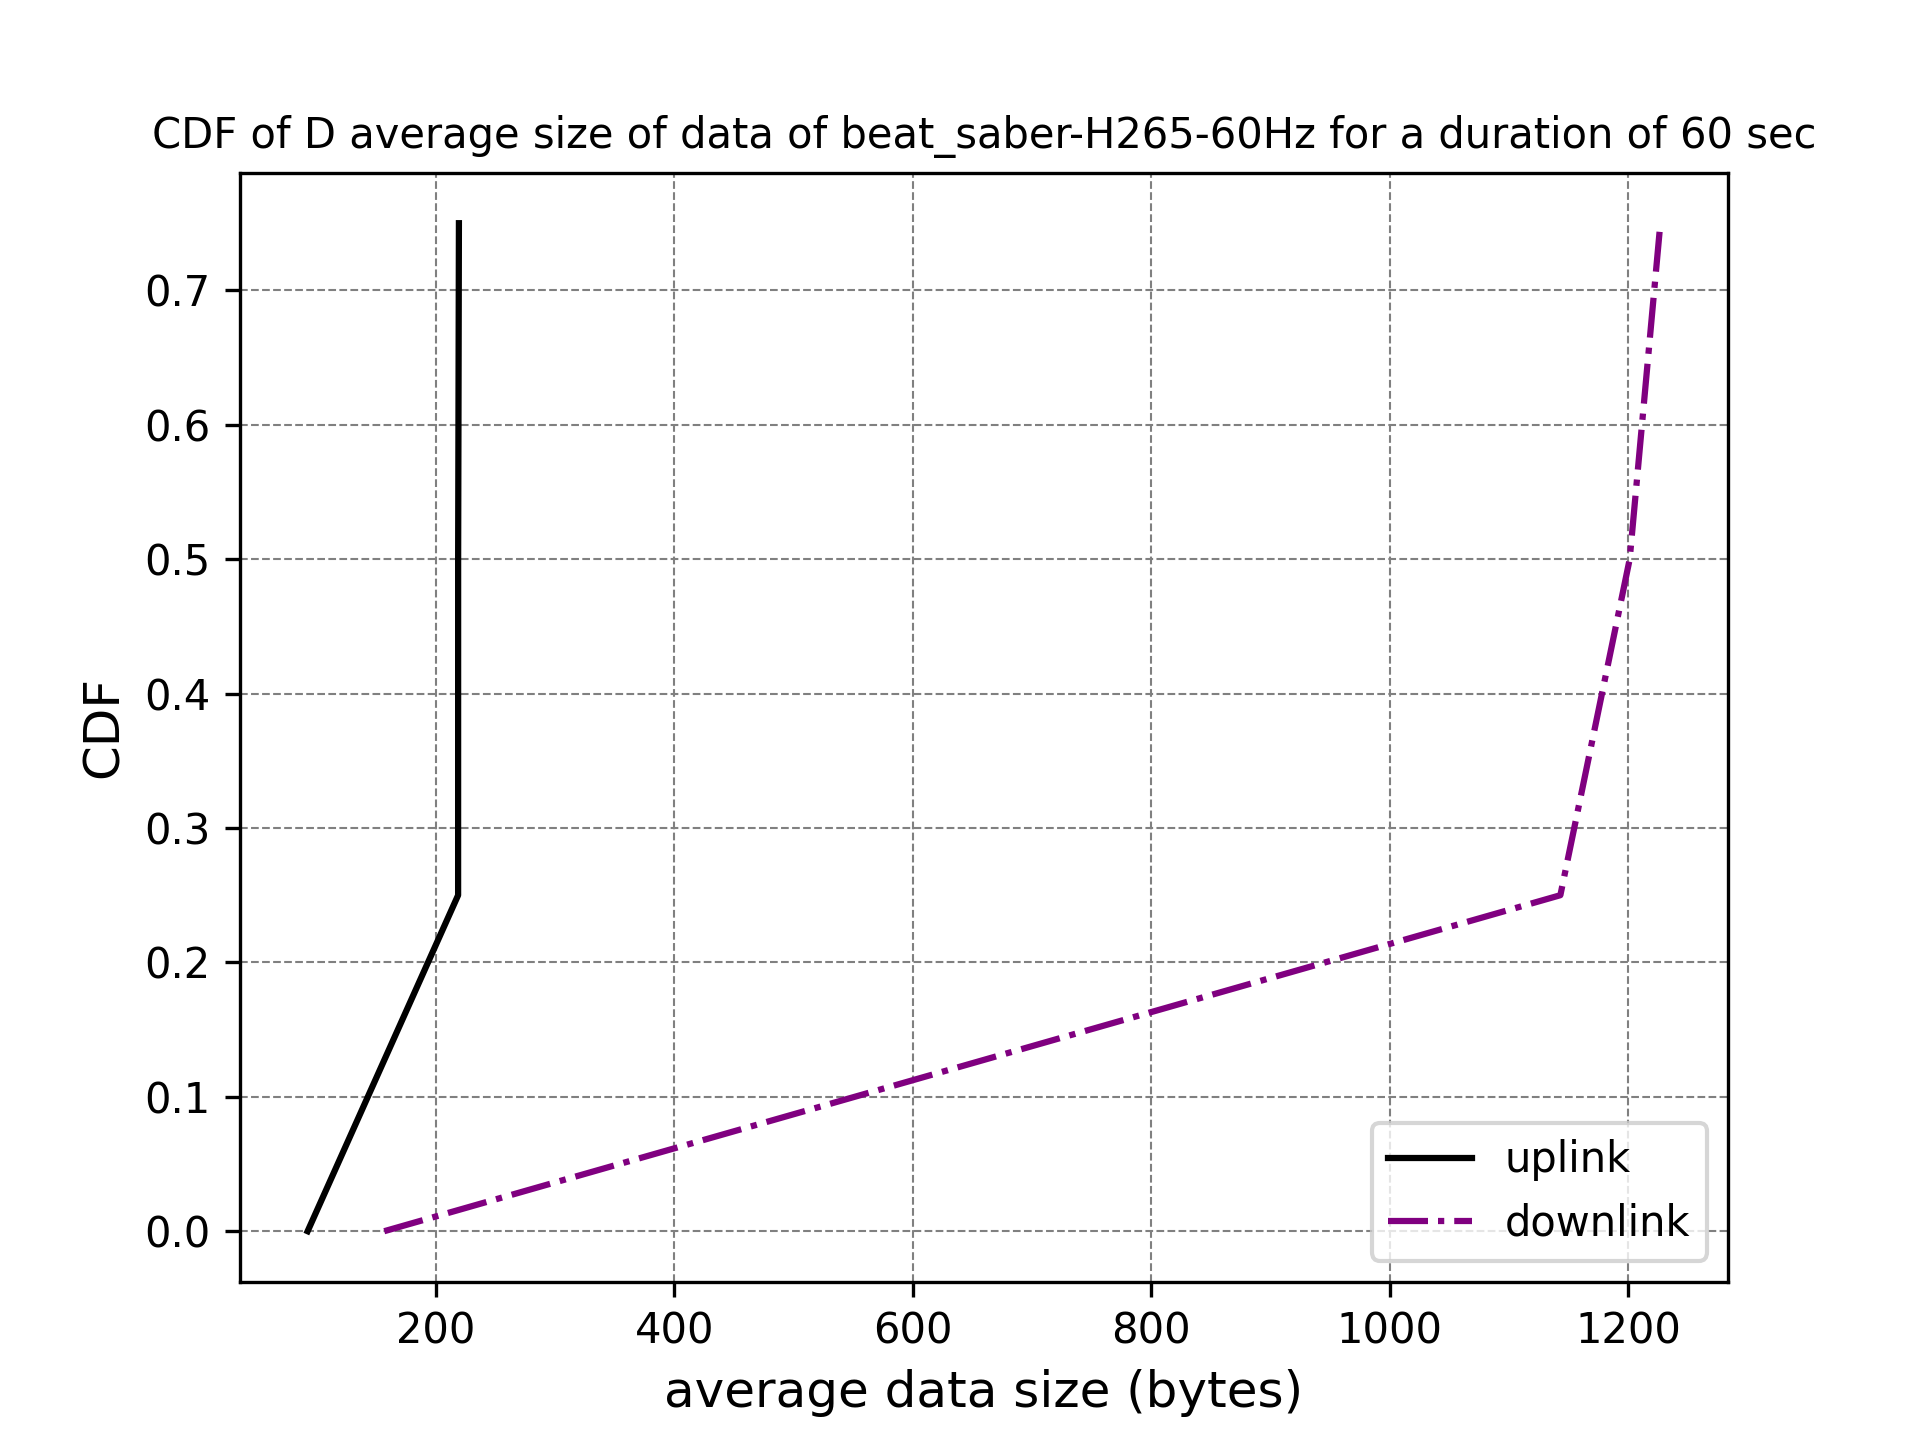 CDF of D average size of data of beat_saber-H265-60Hz for a duration of 60 sec
CDF
0.7
0.6
0.5
0.4
0.3
0.2
0.1
0.0
200 400 600 800 1000 1200
average data size (bytes)
uplink
downlink